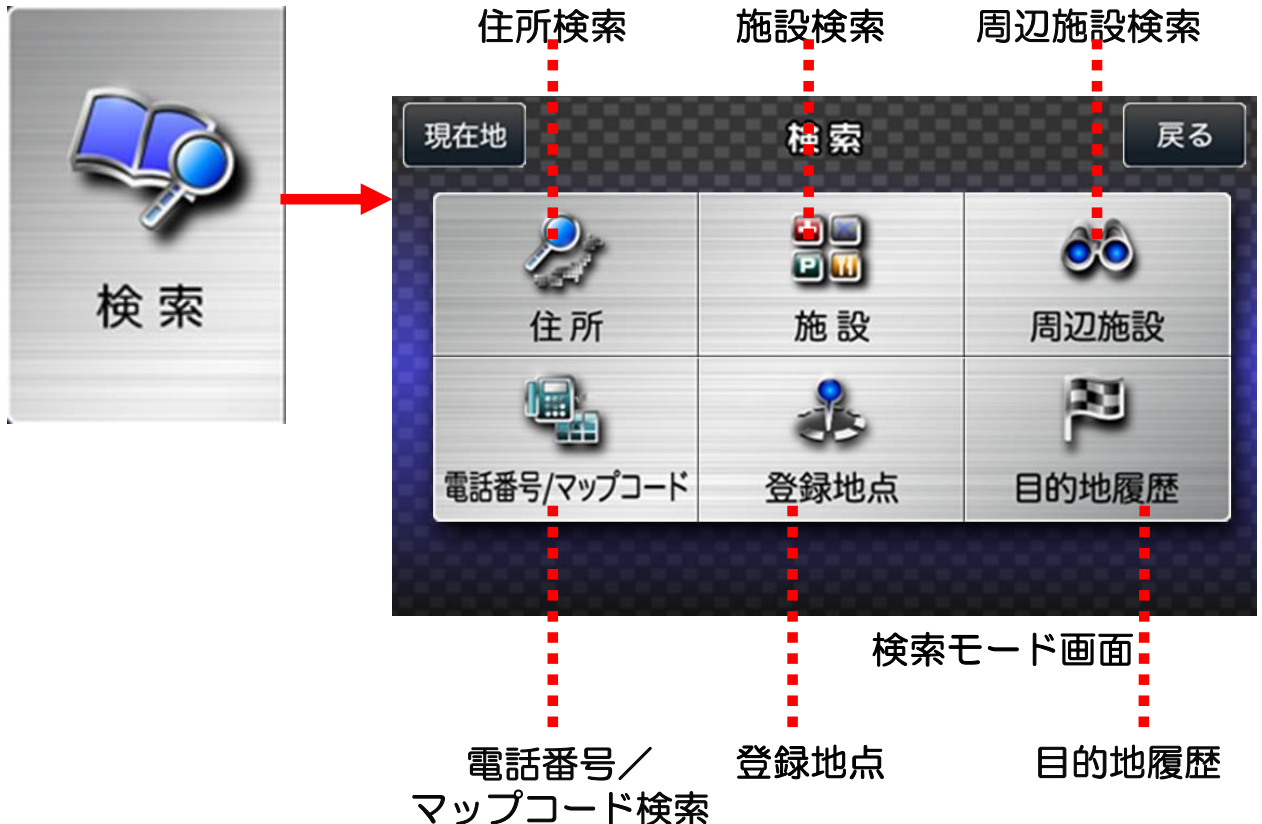 住所検索
施設検索
周辺施設検索
検索
現在地
検索
戻る
住所
施設
周辺施設
電話番号/マップコード
登録地点
目的地履歴
検索モード画面
電話番号／
マップコード検索
登録地点
目的地履歴